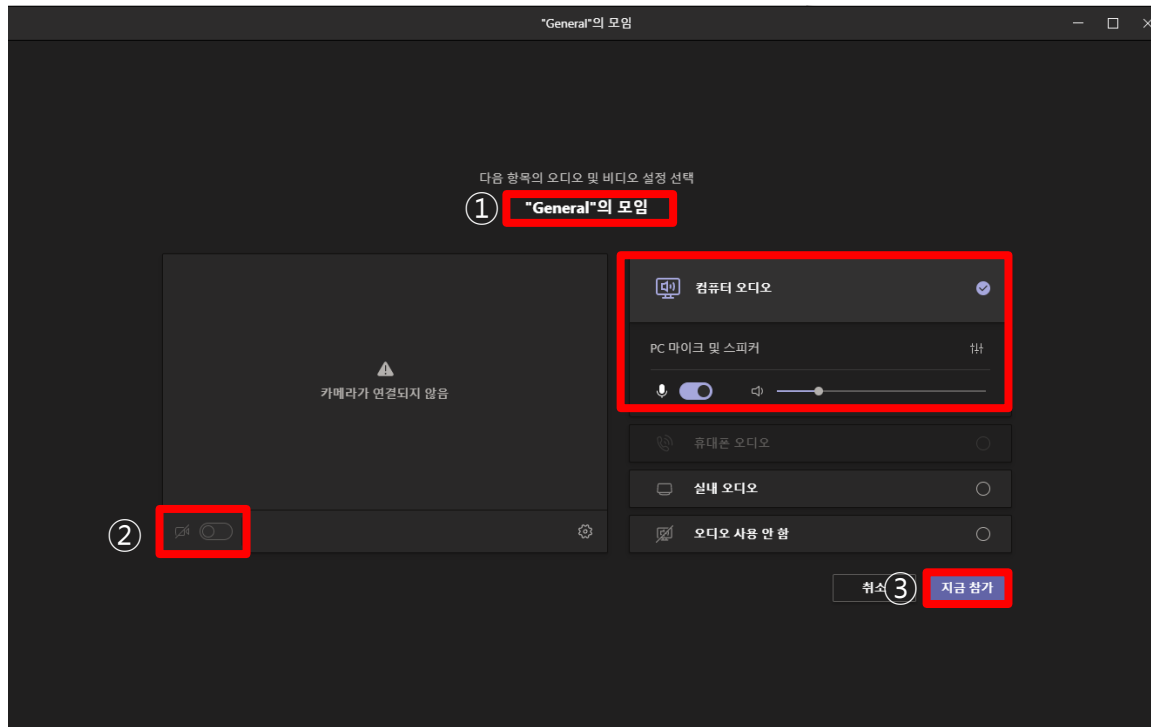 "General"의 모임
다음 항목의 오디오 및 비디오 설정 선택
① "General"의 모임
카메라가 연결되지 않음
②
컴퓨터 오디오
PC 마이크 및 스피커
휴대폰 오디오
실내 오디오
오디오 사용 안 함
취소
③ 지금 참가